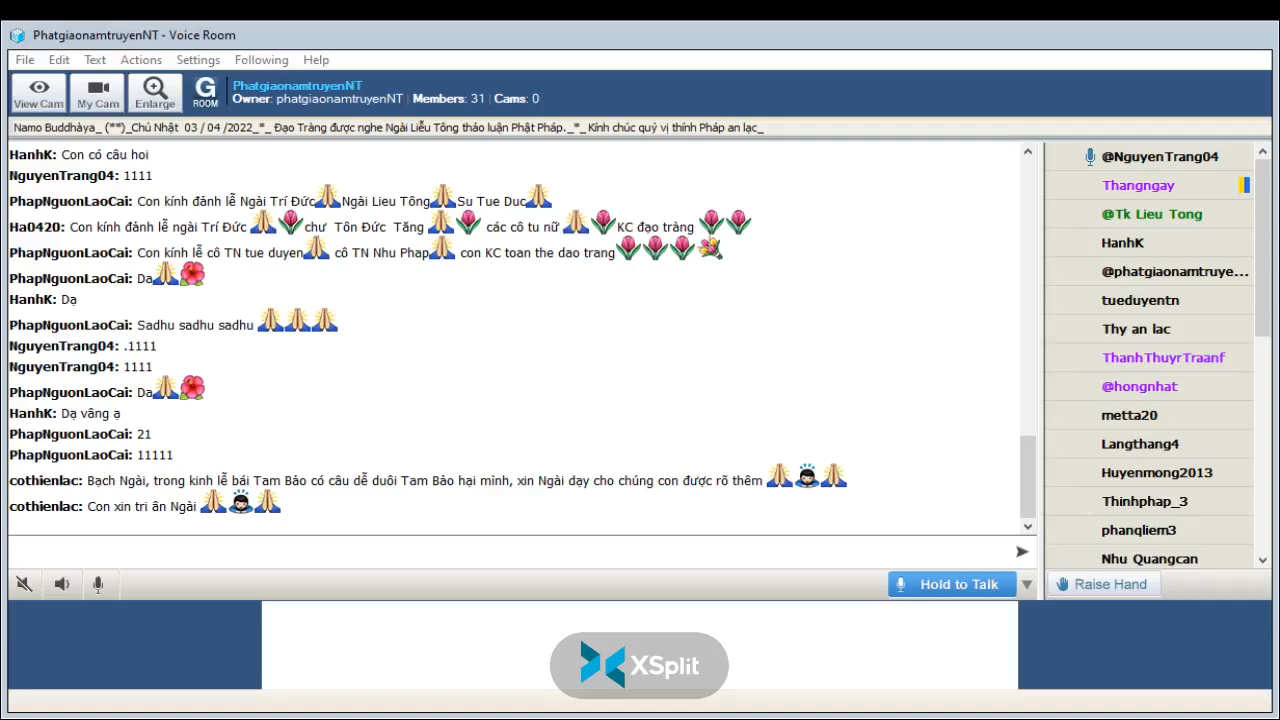 PhatgiaonamtruyenNT - Voice Room
File Edit Text Actions Settings Following Help
View Cam My Cam Enlarge G ROOM
PhatgiaonamtruyenNT
Owner: phatgiaonamtruyenNT | Members: 31 | Cams: 0
Namo Buddhàya_ (**)_Chủ Nhật 03 / 04 /2022_*_ Đạo Tràng được nghe Ngài Liễu Tông thảo luận Phật Pháp._*_ Kính chúc quý vị thính Pháp an lạc_
HanhK: Con có câu hoi
NguyenTrang04: 1111
PhapNguonLaoCai: Con kính đảnh lễ Ngài Trí Đức Ngài Lieu Tông Su Tue Duc
Ha0420: Con kính đảnh lễ ngài Trí Đức chư Tôn Đức Tăng các cô tu nữ KC đạo tràng
PhapNguonLaoCai: Con kính lễ cô TN tue duyen cô TN Nhu Phap con KC toan the dao trang
PhapNguonLaoCai: Da
HanhK: Dạ
PhapNguonLaoCai: Sadhu sadhu sadhu
NguyenTrang04: .1111
NguyenTrang04: 1111
PhapNguonLaoCai: Da
HanhK: Dạ vâng ạ
PhapNguonLaoCai: 21
PhapNguonLaoCai: 11111
cothienlac: Bạch Ngài, trong kinh lễ bái Tam Bảo có câu dễ duôi Tam Bảo hại mình, xin Ngài dạy cho chúng con được rõ thêm
cothienlac: Con xin tri ân Ngài
@NguyenTrang04
Thangngay
@Tk Lieu Tong
HanhK
@phatgiaonamtruye...
tueduyentn
Thy an lac
ThanhThuyrTraanf
@hongnhat
metta20
Langthang4
Huyenmong2013
Thinhphap_3
phanqliem3
Nhu Quangcan
Hold to Talk
Raise Hand
XSplit